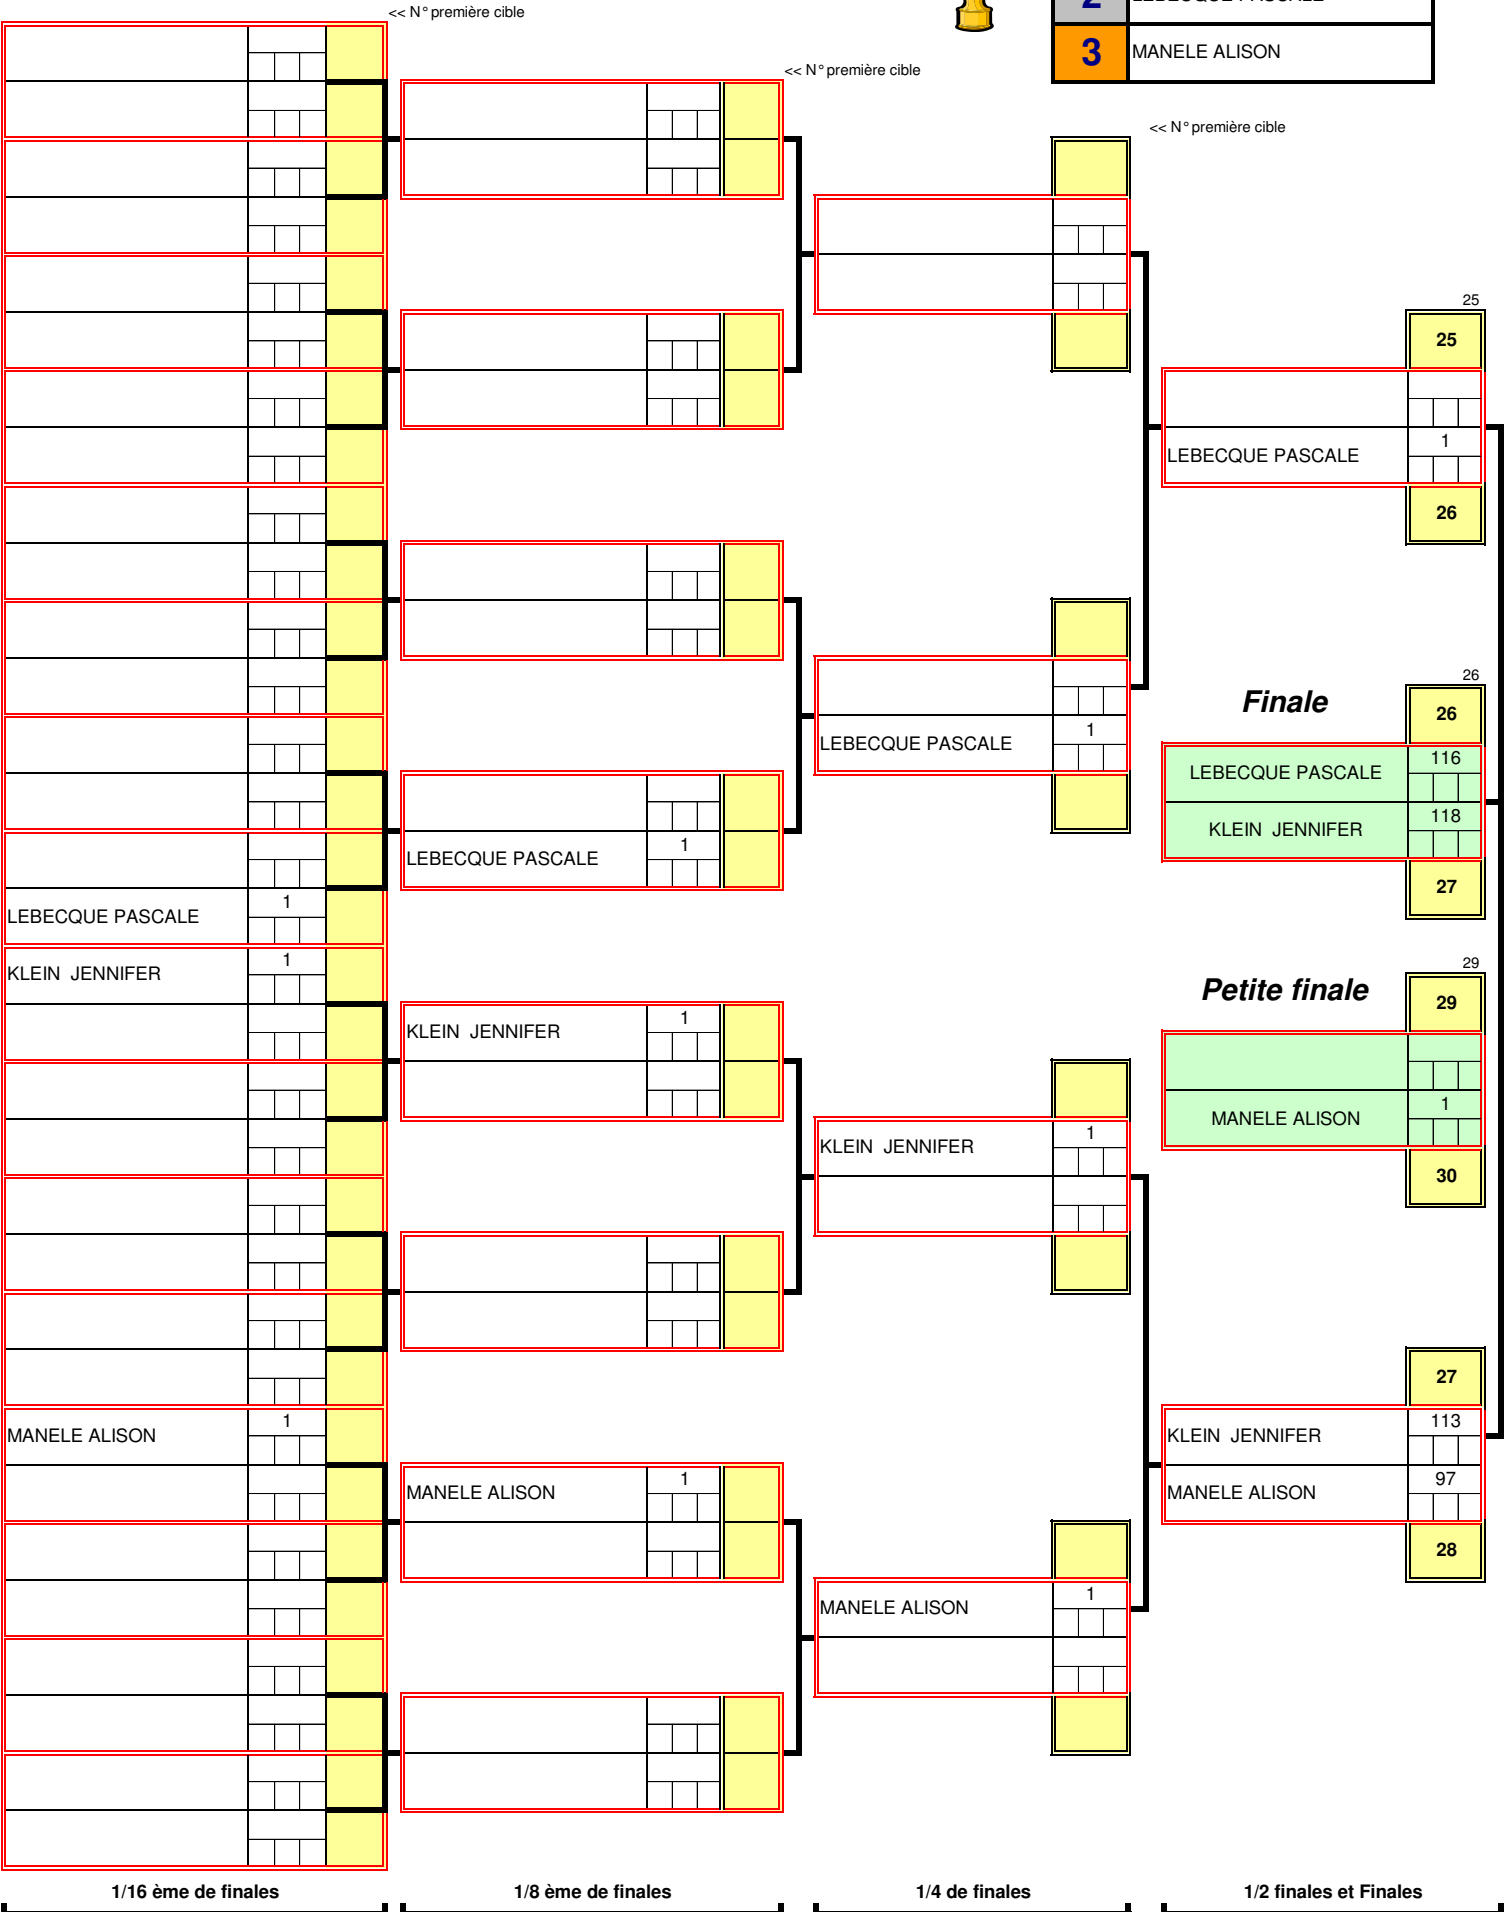 << N° première cible
2 LEBECQUE PASCALE
3 MANELE ALISON
<< N° première cible
<< N° première cible
25
25
LEBECQUE PASCALE 1
26
26
Finale 26
LEBECQUE PASCALE 1
LEBECQUE PASCALE 116
KLEIN JENNIFER 118
LEBECQUE PASCALE 1
27
LEBECQUE PASCALE 1
KLEIN JENNIFER 1
29
Petite finale 29
KLEIN JENNIFER 1
MANELE ALISON 1
KLEIN JENNIFER 1
30
27
MANELE ALISON 1
KLEIN JENNIFER 113
MANELE ALISON 1
MANELE ALISON 97
28
MANELE ALISON 1
1/16 ème de finales
1/8 ème de finales
1/4 de finales
1/2 finales et Finales